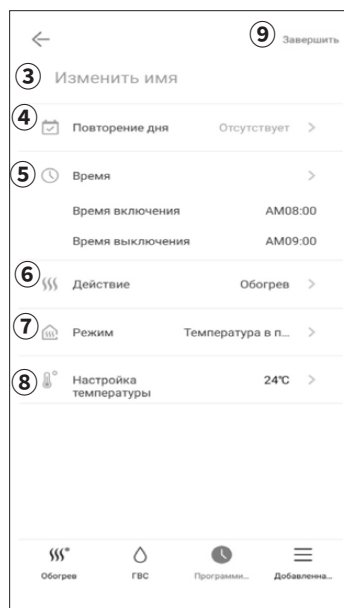 ⑨ Завершить
③ Изменить имя
④ Повторение дня Отсутствует
⑤ Время
Время включения AM08:00
Время выключения AM09:00
⑥ Действие Обогрев
⑦ Режим Температура в п...
⑧ Настройка температуры 24℃
Обогрев ГВС Программи... Добавленна...